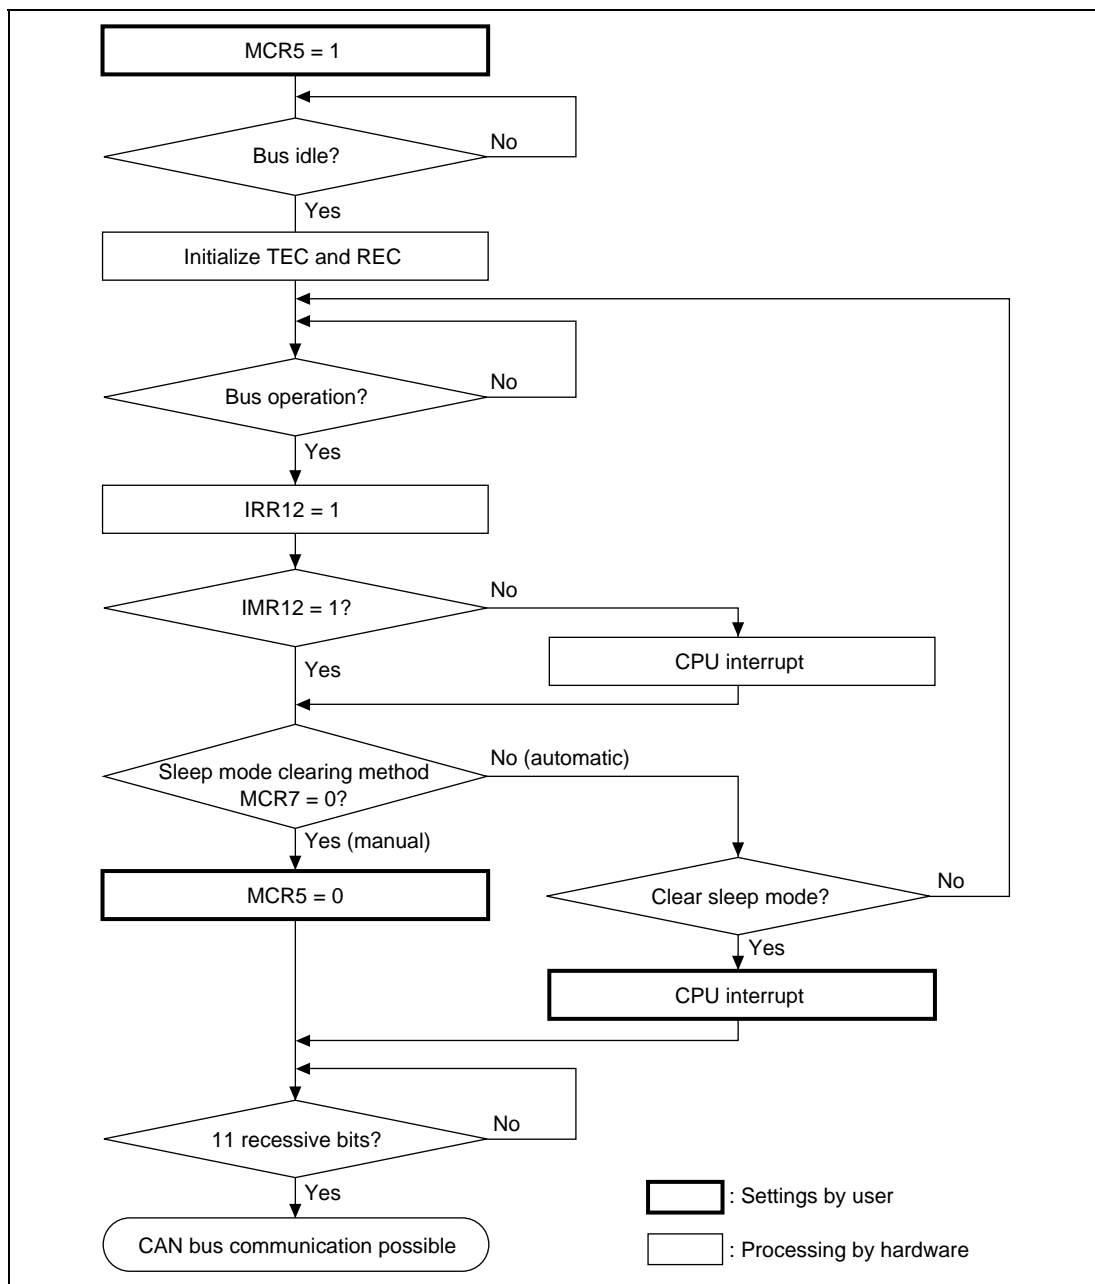 MCR5 = 1
Bus idle?
No
Yes
Initialize TEC and REC
Bus operation?
No
Yes
IRR12 = 1
IMR12 = 1?
No
Yes
CPU interrupt
Sleep mode clearing method
MCR7 = 0?
No (automatic)
Yes (manual)
MCR5 = 0
Clear sleep mode?
No
Yes
CPU interrupt
11 recessive bits?
No
Yes
CAN bus communication possible
: Settings by user
: Processing by hardware